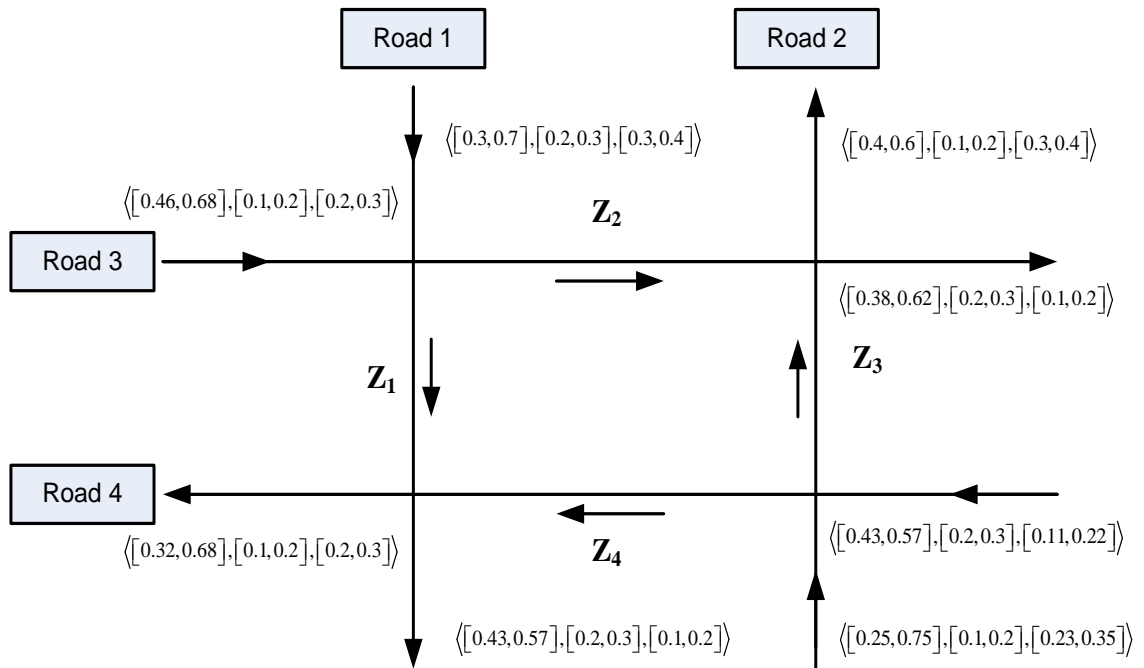 Road 1
Road 2
⟨[0.3,0.7],[0.2,0.3],[0.3,0.4]⟩
⟨[0.4,0.6],[0.1,0.2],[0.3,0.4]⟩
⟨[0.46,0.68],[0.1,0.2],[0.2,0.3]⟩
Z₂
Road 3
⟨[0.38,0.62],[0.2,0.3],[0.1,0.2]⟩
Z₁
Z₃
Road 4
⟨[0.32,0.68],[0.1,0.2],[0.2,0.3]⟩
Z₄
⟨[0.43,0.57],[0.2,0.3],[0.11,0.22]⟩
⟨[0.43,0.57],[0.2,0.3],[0.1,0.2]⟩
⟨[0.25,0.75],[0.1,0.2],[0.23,0.35]⟩